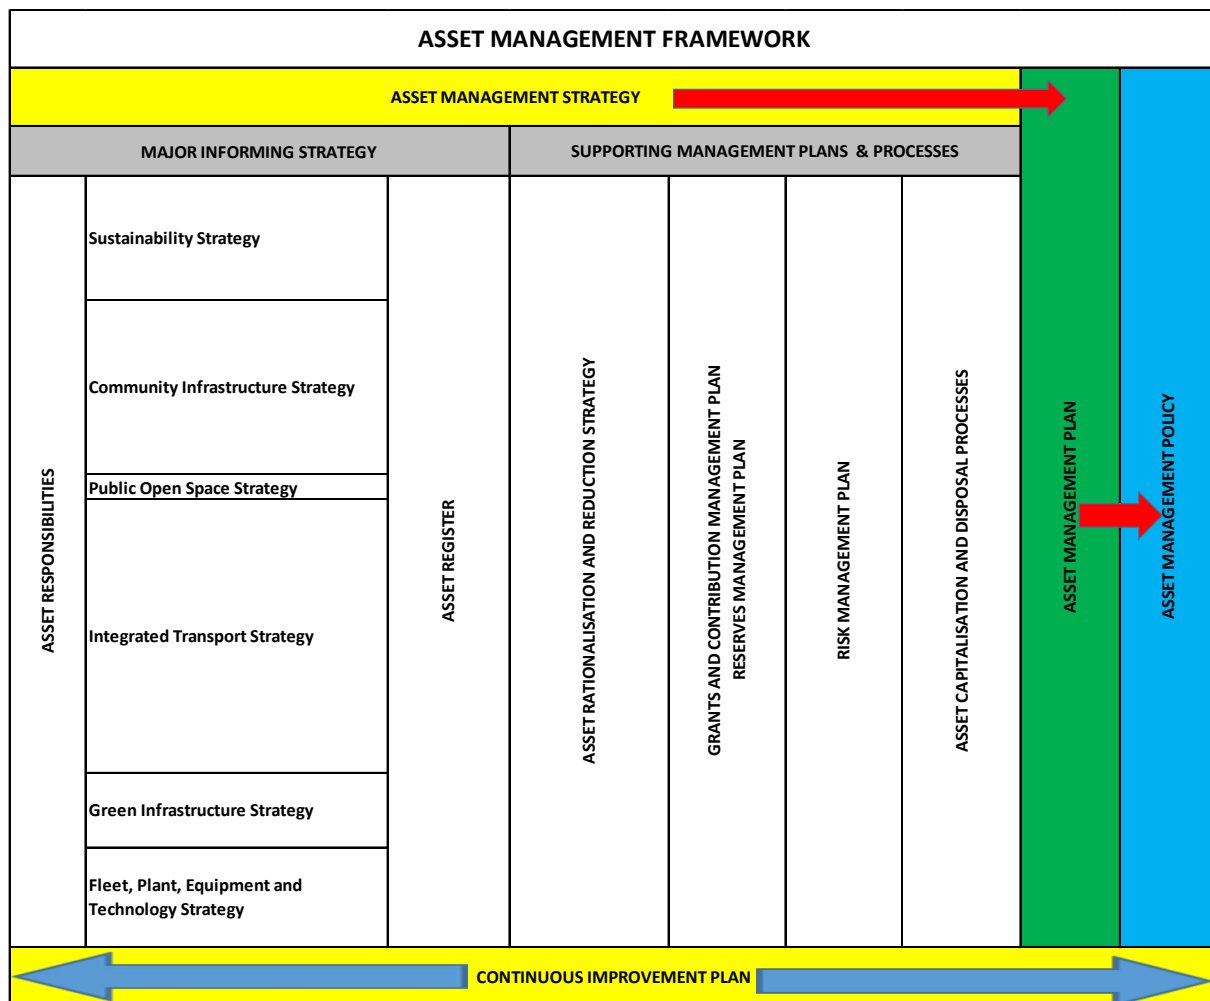 ASSET MANAGEMENT FRAMEWORK
ASSET MANAGEMENT STRATEGY
MAJOR INFORMING STRATEGY
SUPPORTING MANAGEMENT PLANS & PROCESSES
ASSET RESPONSIBILITIES
Sustainability Strategy
Community Infrastructure Strategy
Public Open Space Strategy
Integrated Transport Strategy
Green Infrastructure Strategy
Fleet, Plant, Equipment and
Technology Strategy
ASSET REGISTER
ASSET RATIONALISATION AND REDUCTION STRATEGY
GRANTS AND CONTRIBUTION MANAGEMENT PLAN
RESERVES MANAGEMENT PLAN
RISK MANAGEMENT PLAN
ASSET CAPITALISATION AND DISPOSAL PROCESSES
ASSET MANAGEMENT PLAN
ASSET MANAGEMENT POLICY
CONTINUOUS IMPROVEMENT PLAN